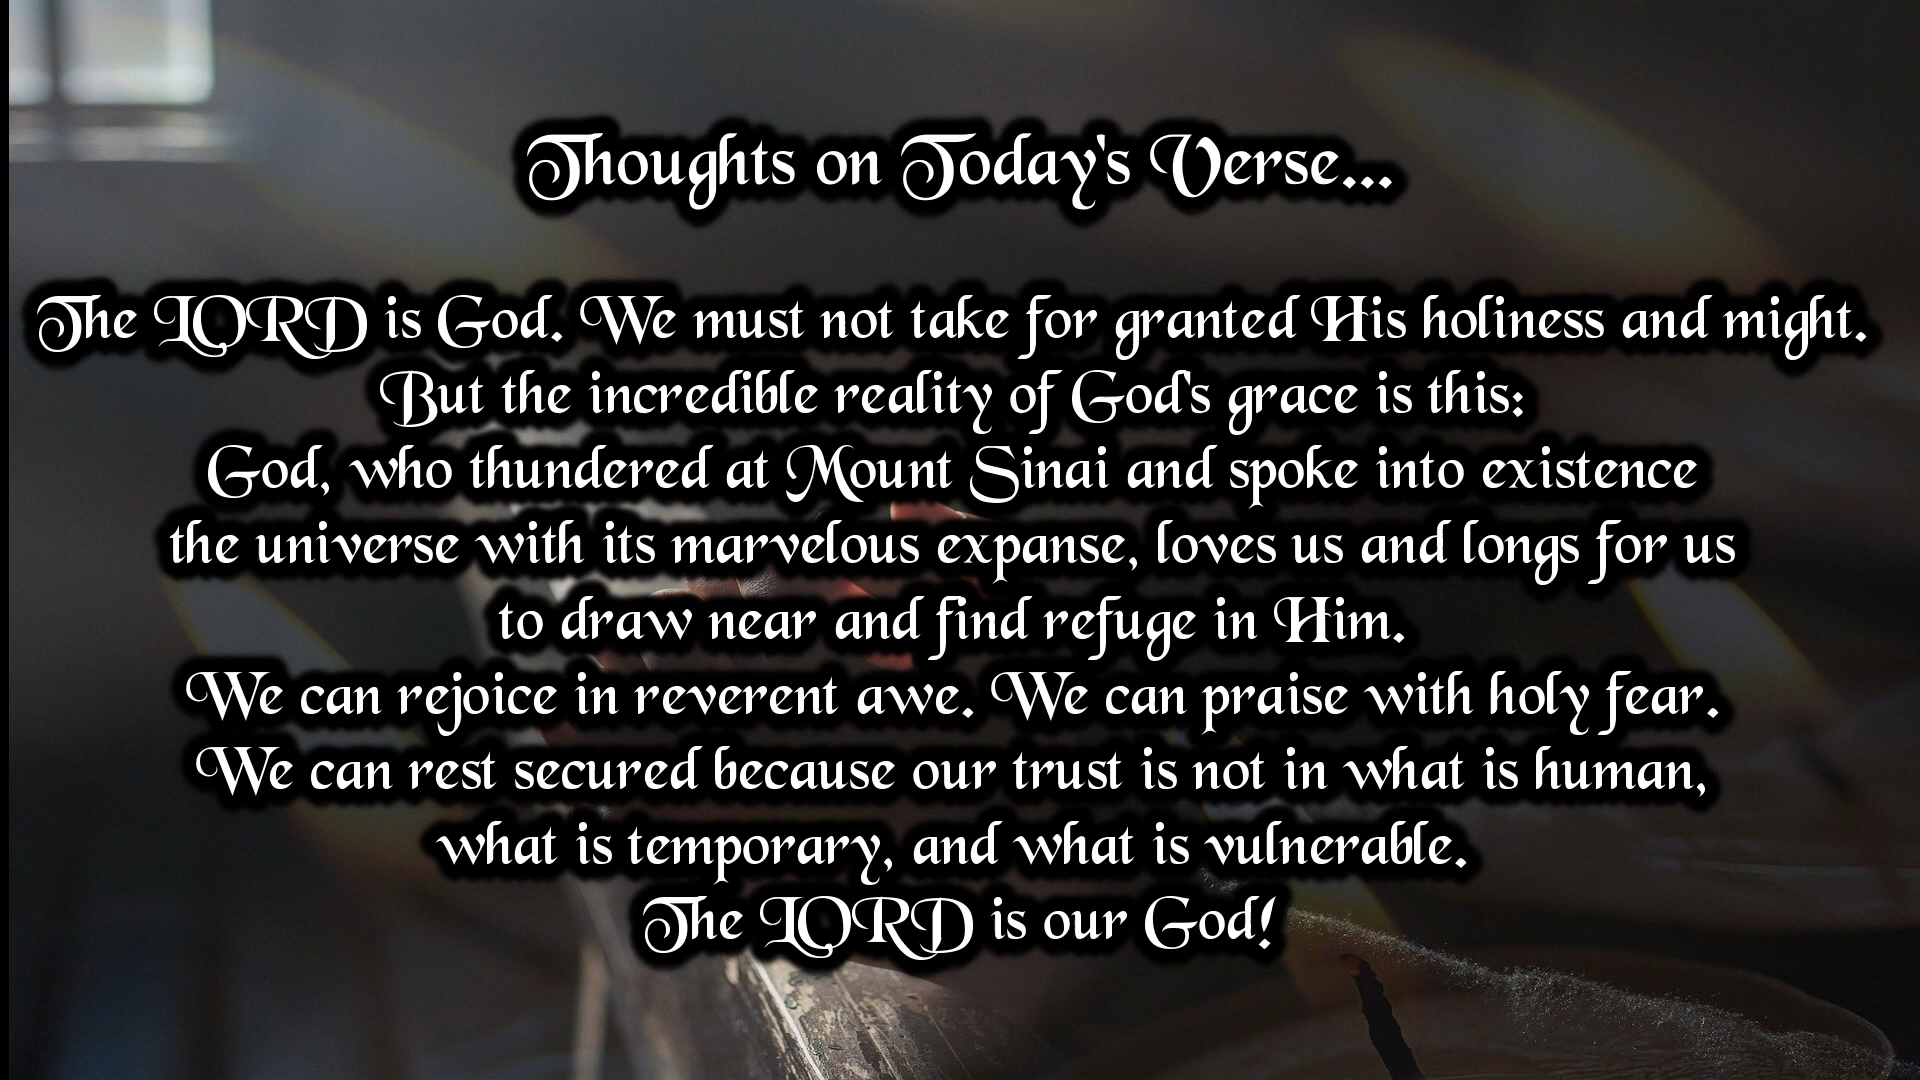 Thoughts on Today's Verse...
The LORD is God. We must not take for granted His holiness and might.
But the incredible reality of God's grace is this:
God, who thundered at Mount Sinai and spoke into existence
the universe with its marvelous expanse, loves us and longs for us
to draw near and find refuge in Him.
We can rejoice in reverent awe. We can praise with holy fear.
We can rest secured because our trust is not in what is human,
what is temporary, and what is vulnerable.
The LORD is our God!